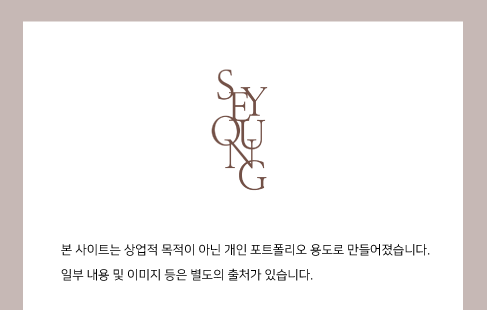 SEYOUNG
본 사이트는 상업적 목적이 아닌 개인 포트폴리오 용도로 만들어졌습니다.
일부 내용 및 이미지 등은 별도의 출처가 있습니다.